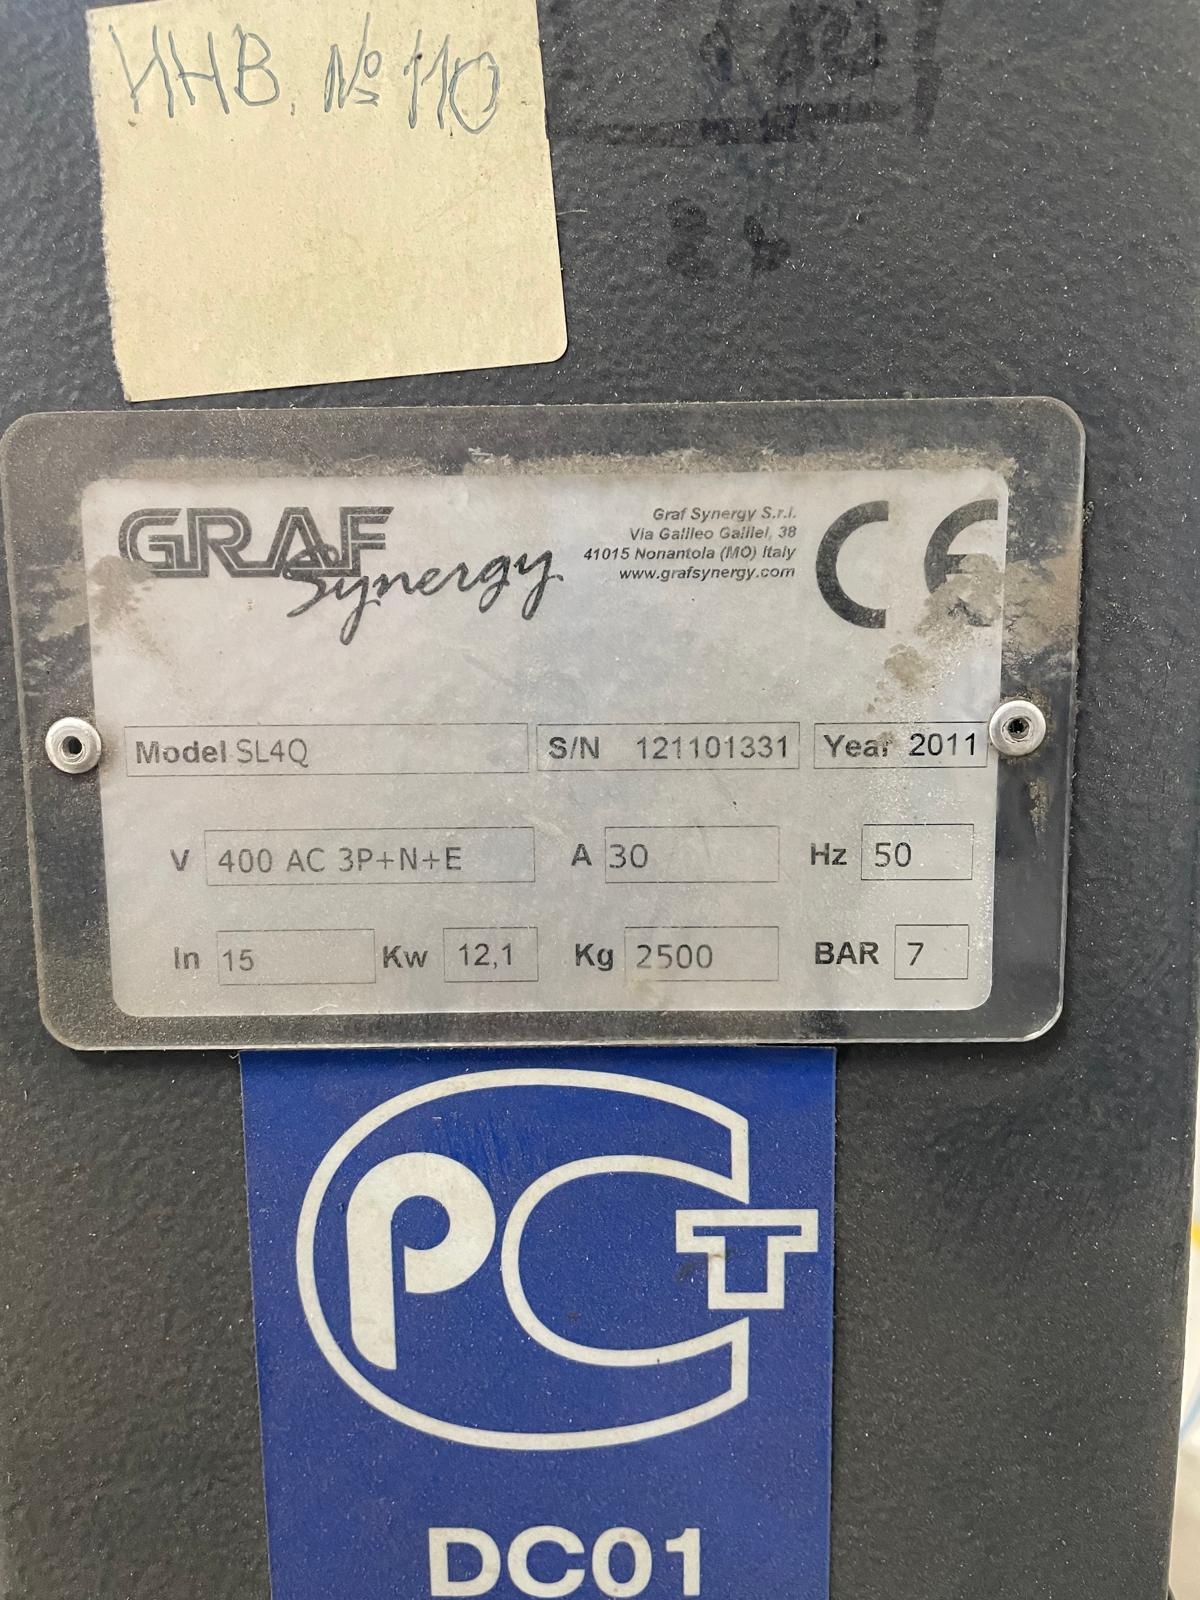 ИНВ. № 110
GRAF
Synergy
Graf Synergy S.r.l.
Via Galileo Galilei, 38
41015 Nonantola (MO) Italy
www.grafsynergy.com
CE
Model SL4Q S/N 121101331 Year 2011
V 400 AC 3P+N+E A 30 Hz 50
In 15 Kw 12,1 Kg 2500 BAR 7
РСТ
DC01